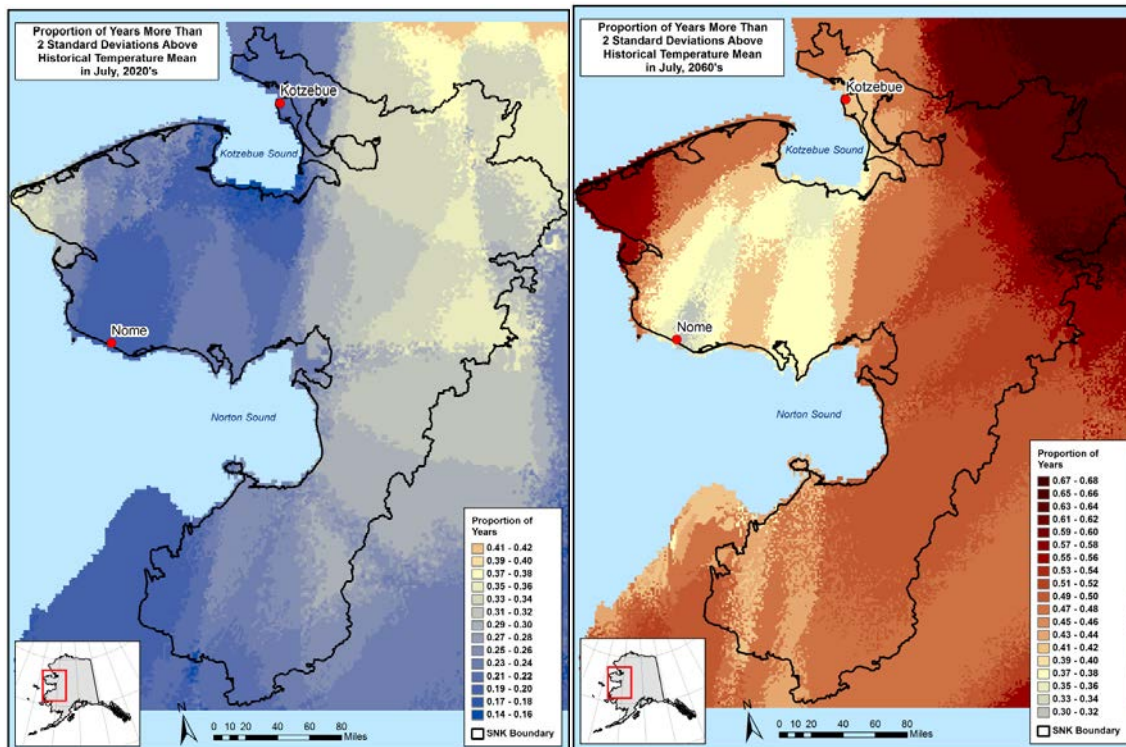 Proportion of Years More Than
2 Standard Deviations Above
Historical Temperature Mean
in July, 2020's
Kotzebue
Kotzebue Sound
Nome
Norton Sound
Proportion of
Years
0.41 - 0.42
0.39 - 0.40
0.37 - 0.38
0.35 - 0.36
0.33 - 0.34
0.31 - 0.32
0.29 - 0.30
0.27 - 0.28
0.25 - 0.26
0.23 - 0.24
0.21 - 0.22
0.19 - 0.20
0.17 - 0.18
0.14 - 0.16
SNK Boundary
N
0 10 20 40 60 80
Miles
Proportion of Years More Than
2 Standard Deviations Above
Historical Temperature Mean
in July, 2060's
Kotzebue
Kotzebue Sound
Nome
Norton Sound
Proportion of
Years
0.67 - 0.68
0.65 - 0.66
0.63 - 0.64
0.61 - 0.62
0.59 - 0.60
0.57 - 0.58
0.55 - 0.56
0.53 - 0.54
0.51 - 0.52
0.49 - 0.50
0.47 - 0.48
0.45 - 0.46
0.43 - 0.44
0.41 - 0.42
0.39 - 0.40
0.37 - 0.38
0.35 - 0.36
0.33 - 0.34
0.30 - 0.32
SNK Boundary
N
0 10 20 40 60 80
Miles